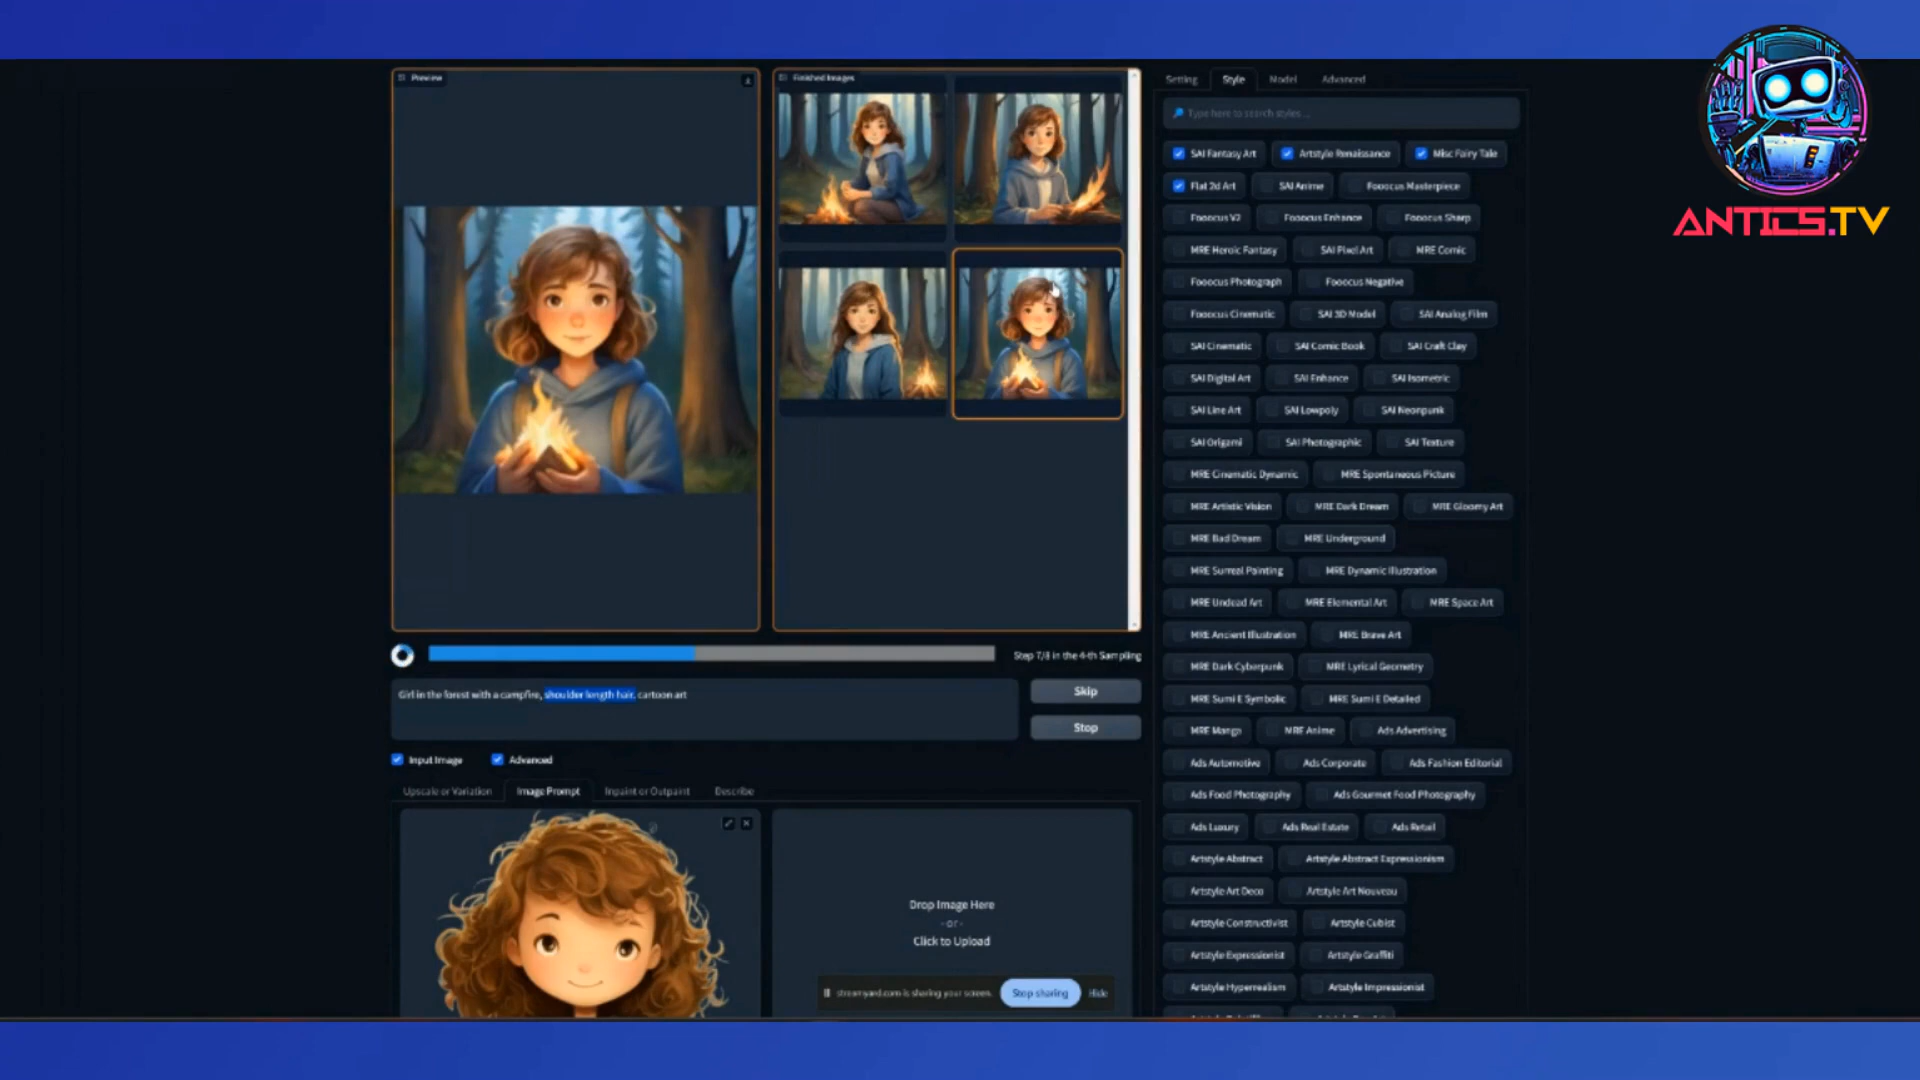 Preview
Finished Images
Setting Style Model Advanced
Type here to search styles ...
SAI Fantasy Art Artstyle Renaissance Misc Fairy Tale
Flat 2d Art SAI Anime Fooocus Masterpiece
Fooocus V2 Fooocus Enhance Fooocus Sharp
MRE Heroic Fantasy SAI Pixel Art MRE Comic
Fooocus Photograph Fooocus Negative
Fooocus Cinematic SAI 3D Model SAI Analog Film
SAI Cinematic SAI Comic Book SAI Craft Clay
SAI Digital Art SAI Enhance SAI Isometric
SAI Line Art SAI Lowpoly SAI Neonpunk
SAI Origami SAI Photographic SAI Texture
MRE Cinematic Dynamic MRE Spontaneous Picture
MRE Artistic Vision MRE Dark Dream MRE Gloomy Art
MRE Bad Dream MRE Underground
MRE Surreal Painting MRE Dynamic Illustration
MRE Undead Art MRE Elemental Art MRE Space Art
MRE Ancient Illustration MRE Brave Art
MRE Dark Cyberpunk MRE Lyrical Geometry
MRE Sumi E Symbolic MRE Sumi E Detailed
MRE Manga MRE Anime Ads Advertising
Ads Automotive Ads Corporate Ads Fashion Editorial
Ads Food Photography Ads Gourmet Food Photography
Ads Luxury Ads Real Estate Ads Retail
Artstyle Abstract Artstyle Abstract Expressionism
Artstyle Art Deco Artstyle Art Nouveau
Artstyle Constructivist Artstyle Cubist
Artstyle Expressionist Artstyle Graffiti
Artstyle Hyperrealism Artstyle Impressionist
Step 7/8 in the 4-th Sampling
Girl in the forest with a campfire, shoulder length hair, cartoon art
Skip
Stop
Input Image Advanced
Upscale or Variation Image Prompt Inpaint or Outpaint Describe
Drop Image Here
- or -
Click to Upload
streamyard.com is sharing your screen. Stop sharing Hide
ANTICS.TV